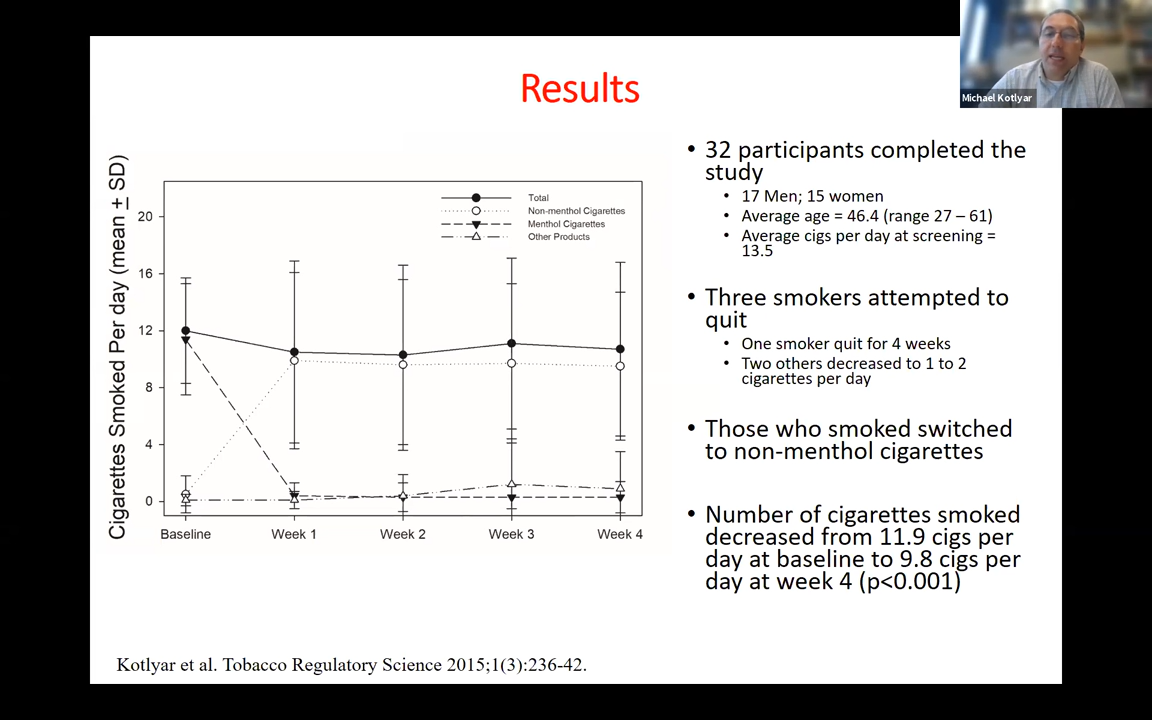 Michael Kotlyar
Results
Cigarettes Smoked Per day (mean ± SD)
20
16
12
8
4
0
Baseline
Week 1
Week 2
Week 3
Week 4
Total
Non-menthol Cigarettes
Menthol Cigarettes
Other Products
• 32 participants completed the
study
• 17 Men; 15 women
• Average age = 46.4 (range 27 – 61)
• Average cigs per day at screening =
13.5
• Three smokers attempted to
quit
• One smoker quit for 4 weeks
• Two others decreased to 1 to 2
cigarettes per day
• Those who smoked switched
to non-menthol cigarettes
• Number of cigarettes smoked
decreased from 11.9 cigs per
day at baseline to 9.8 cigs per
day at week 4 (p<0.001)
Kotlyar et al. Tobacco Regulatory Science 2015;1(3):236-42.